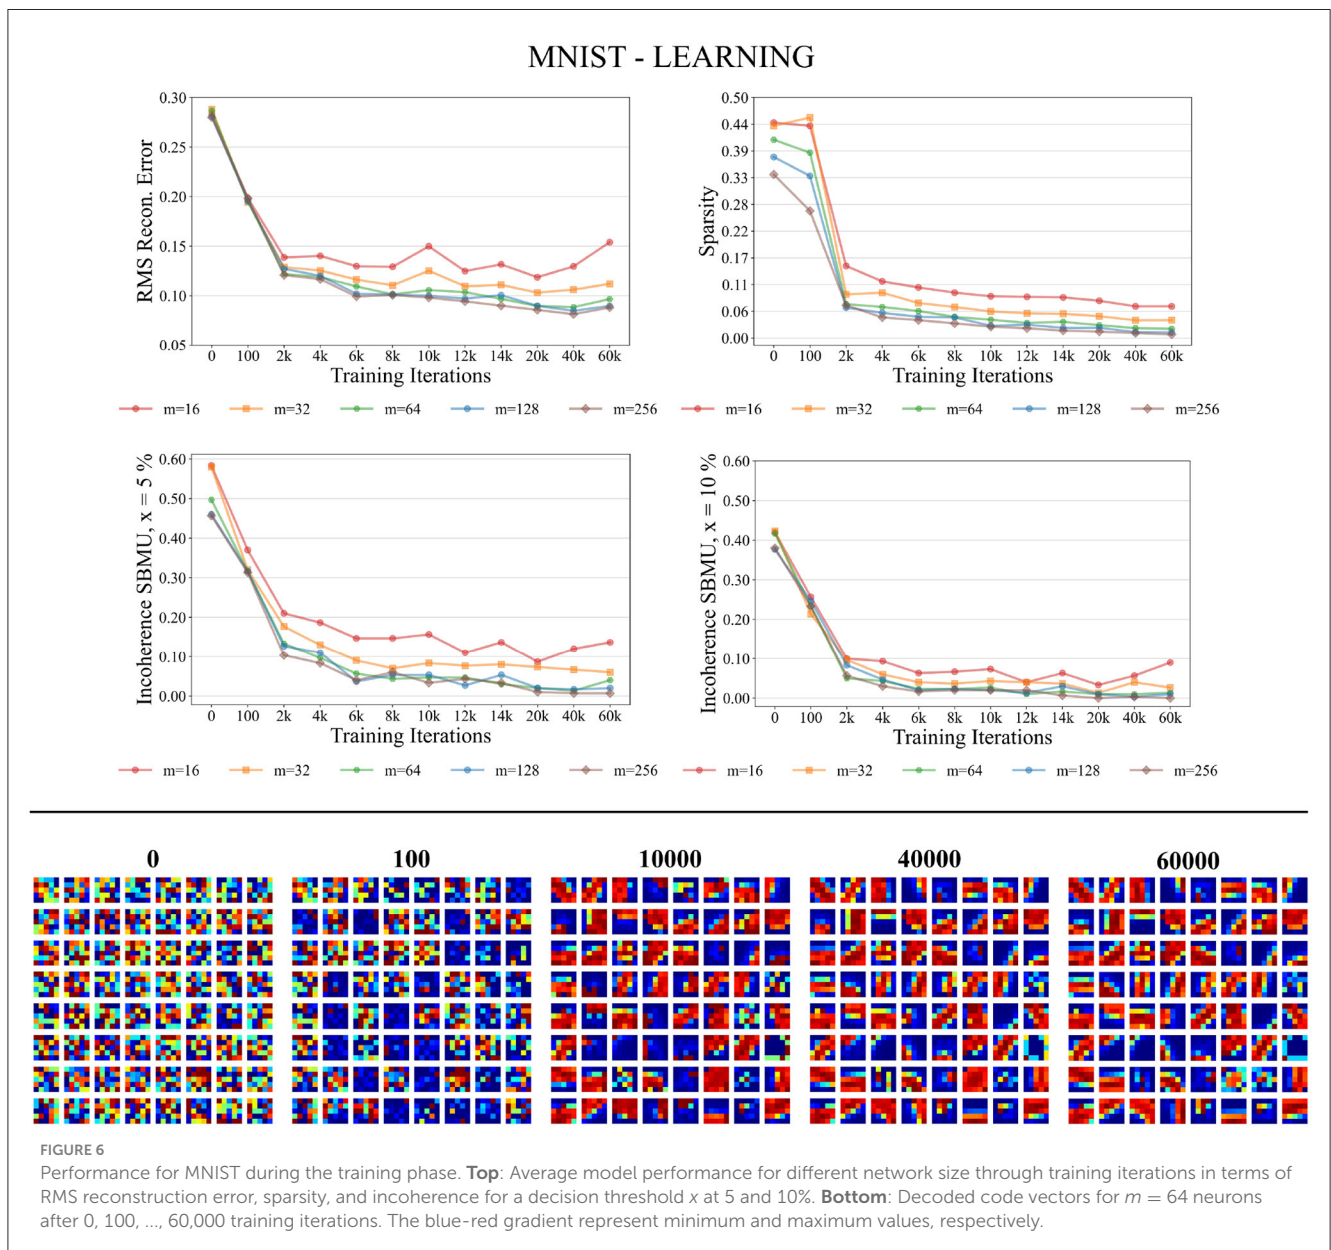 MNIST - LEARNING
RMS Recon. Error
0.30
0.25
0.20
0.15
0.10
0.05
0 100 2k 4k 6k 8k 10k 12k 14k 20k 40k 60k
Training Iterations
m=16 m=32 m=64 m=128 m=256
Sparsity
0.50
0.44
0.39
0.33
0.28
0.22
0.17
0.11
0.06
0.00
0 100 2k 4k 6k 8k 10k 12k 14k 20k 40k 60k
Training Iterations
m=16 m=32 m=64 m=128 m=256
Incoherence SBMU, x = 5 %
0.60
0.50
0.40
0.30
0.20
0.10
0.00
0 100 2k 4k 6k 8k 10k 12k 14k 20k 40k 60k
Training Iterations
m=16 m=32 m=64 m=128 m=256
Incoherence SBMU, x = 10 %
0.60
0.50
0.40
0.30
0.20
0.10
0.00
0 100 2k 4k 6k 8k 10k 12k 14k 20k 40k 60k
Training Iterations
m=16 m=32 m=64 m=128 m=256
0 100 10000 40000 60000
FIGURE 6
Performance for MNIST during the training phase. Top: Average model performance for different network size through training iterations in terms of
RMS reconstruction error, sparsity, and incoherence for a decision threshold x at 5 and 10%. Bottom: Decoded code vectors for m = 64 neurons
after 0, 100, ..., 60,000 training iterations. The blue-red gradient represent minimum and maximum values, respectively.